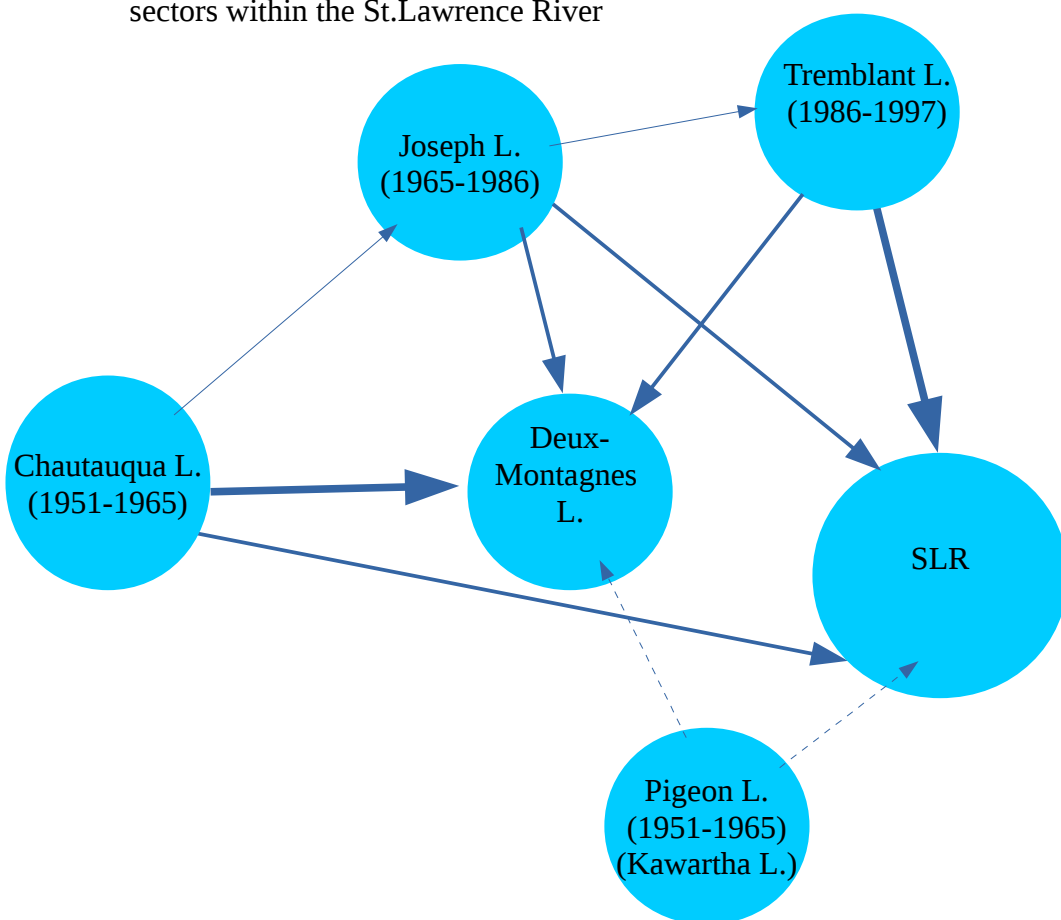 sectors within the St.Lawrence River
Tremblant L.
(1986-1997)
Joseph L.
(1965-1986)
Chautauqua L.
(1951-1965)
Deux-
Montagnes
L.
SLR
Pigeon L.
(1951-1965)
(Kawartha L.)